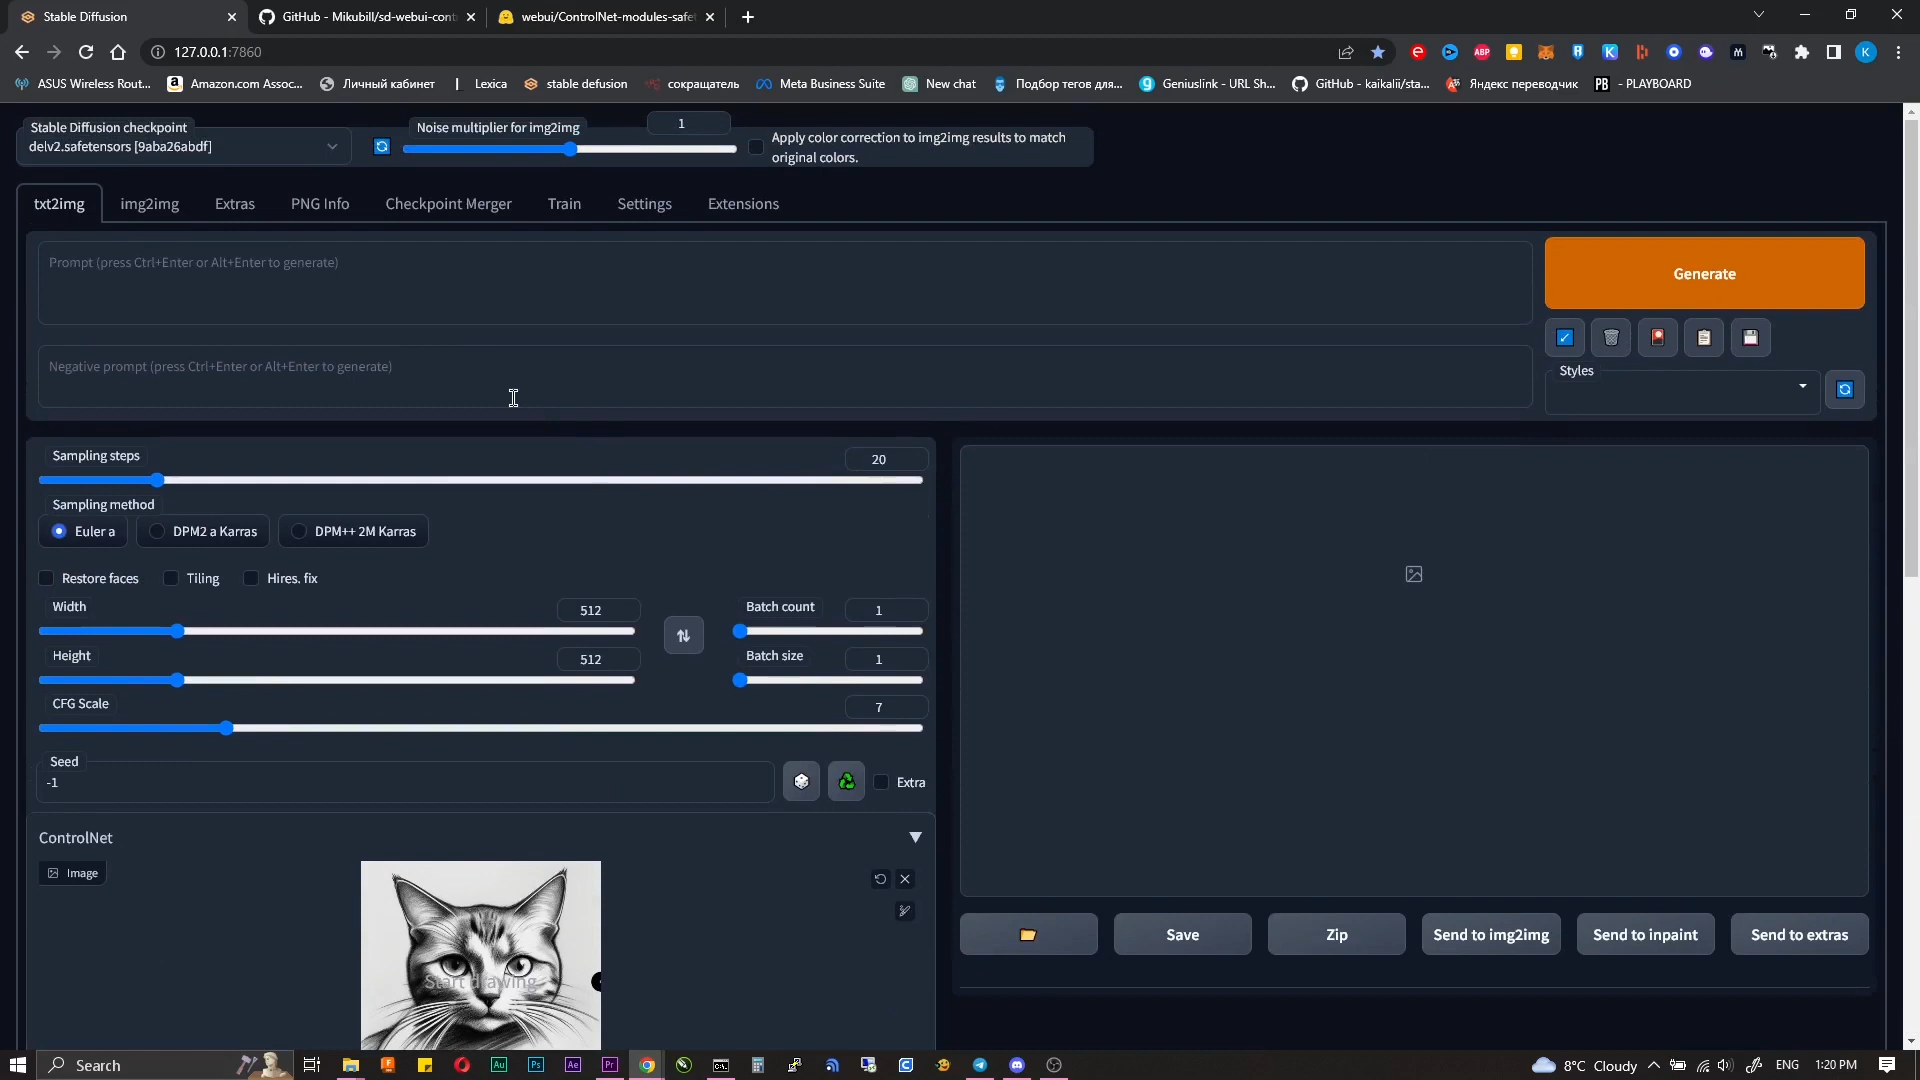 Stable Diffusion
GitHub - Mikubill/sd-webui-cont
webui/ControlNet-modules-safet
127.0.0.1:7860
ASUS Wireless Rout...
Amazon.com Assoc...
Личный кабинет
Lexica
stable defusion
сокращатель
Meta Business Suite
New chat
Подбор тегов для...
Geniuslink - URL Sh...
GitHub - kaikalii/sta...
Яндекс переводчик
PB
- PLAYBOARD
Stable Diffusion checkpoint
delv2.safetensors [9aba26abdf]
Noise multiplier for img2img
1
Apply color correction to img2img results to match
original colors.
txt2img
img2img
Extras
PNG Info
Checkpoint Merger
Train
Settings
Extensions
Prompt (press Ctrl+Enter or Alt+Enter to generate)
Generate
Negative prompt (press Ctrl+Enter or Alt+Enter to generate)
Styles
Sampling steps
20
Sampling method
Euler a
DPM2 a Karras
DPM++ 2M Karras
Restore faces
Tiling
Hires. fix
Width
512
Batch count
1
Height
512
Batch size
1
CFG Scale
7
Seed
-1
Extra
ControlNet
Image
Start drawing
Save
Zip
Send to img2img
Send to inpaint
Send to extras
Search
8°C Cloudy
ENG
1:20 PM